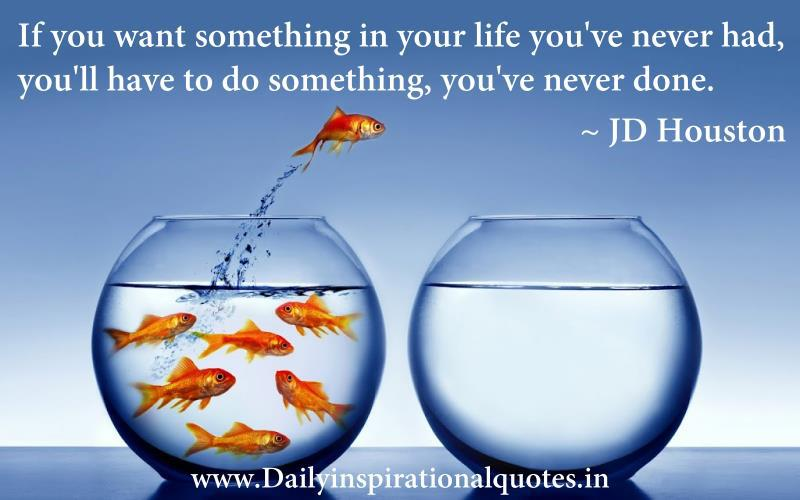 If you want something in your life you've never had,
you'll have to do something, you've never done.
~ JD Houston
www.Dailyinspirationalquotes.in